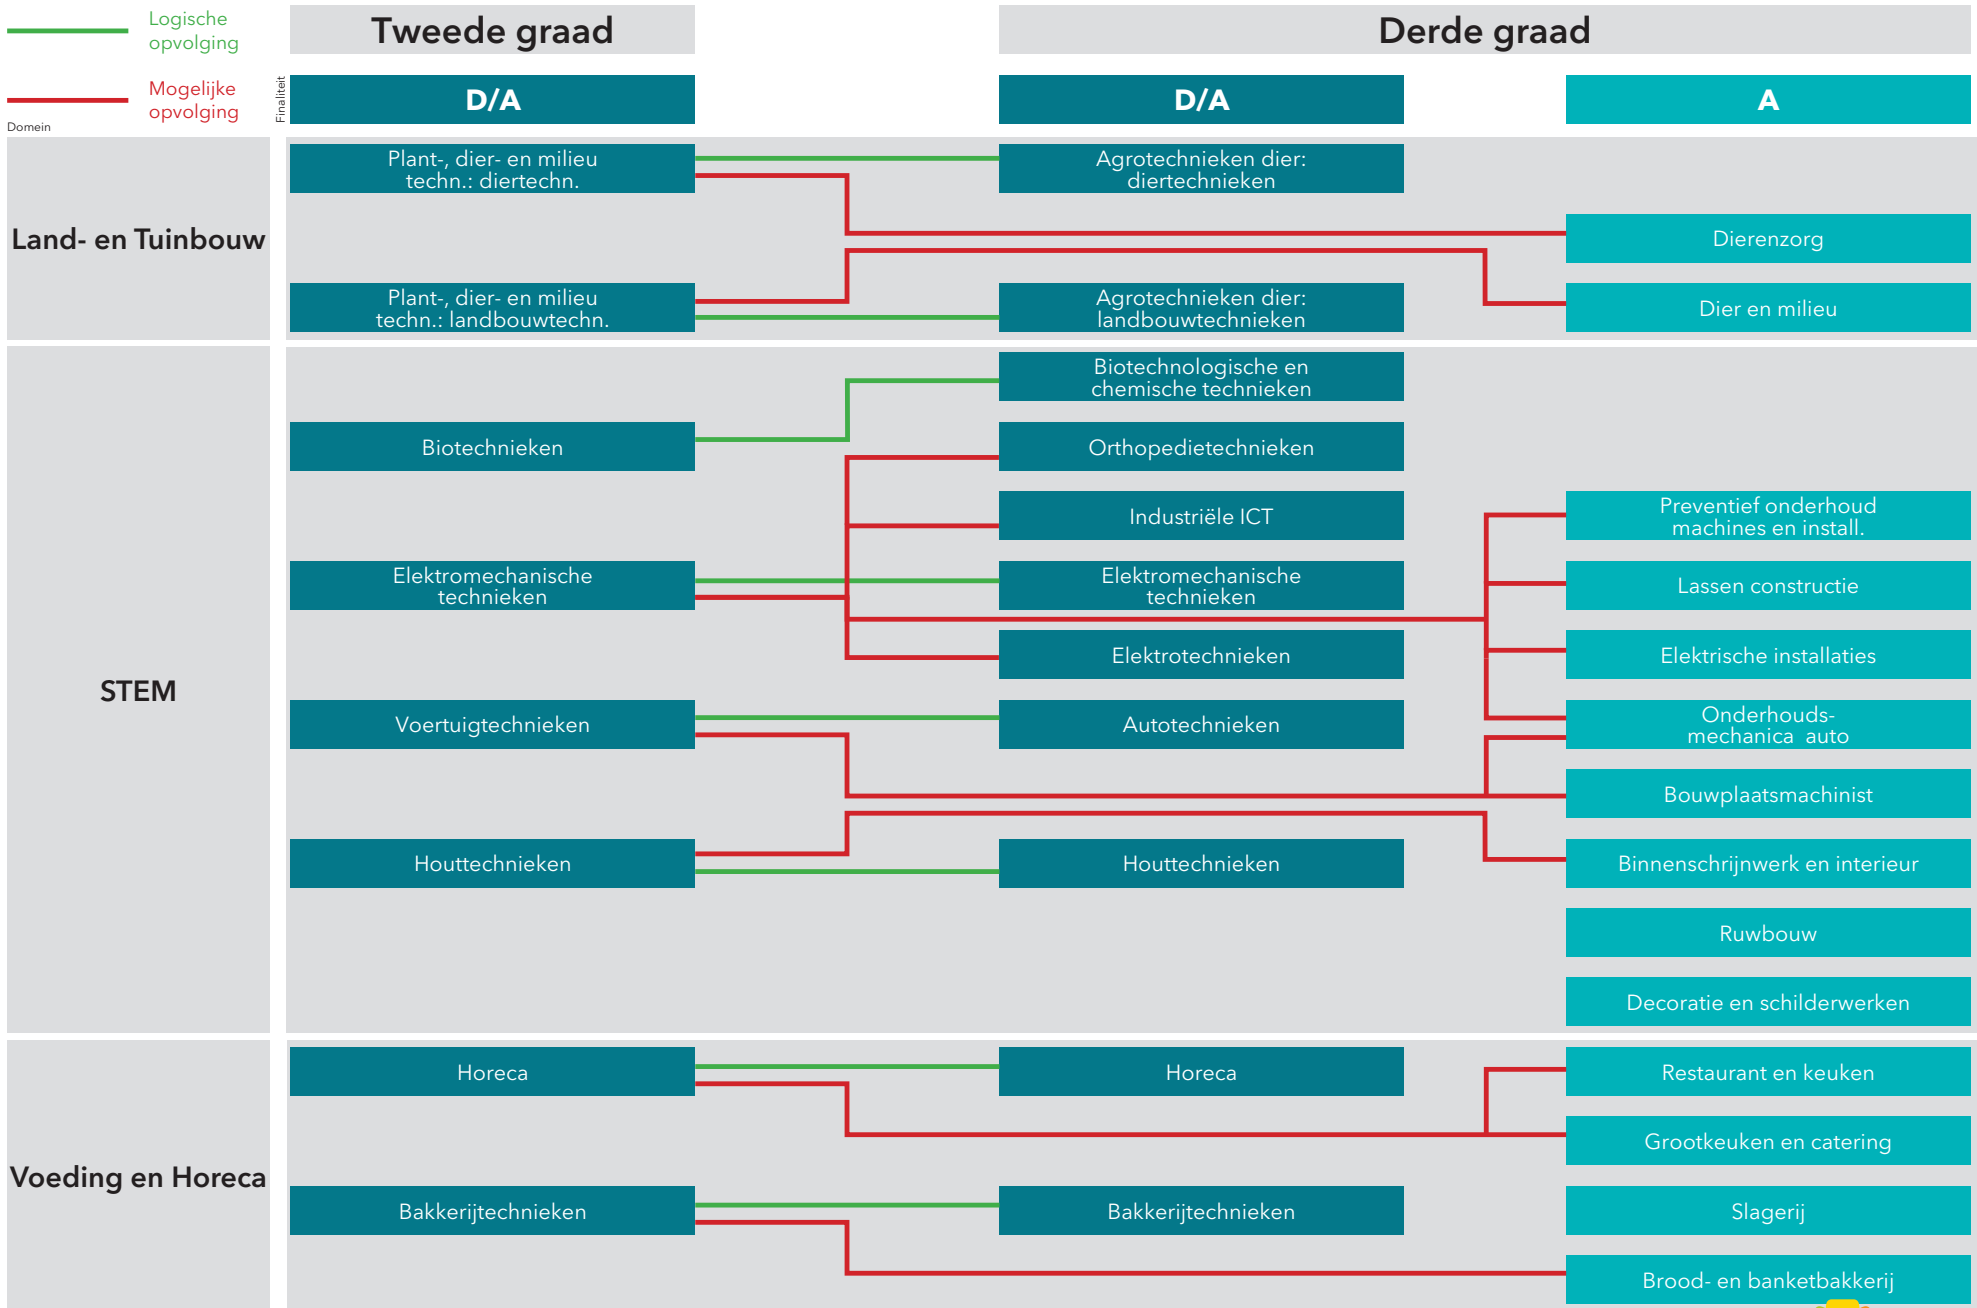 Logische
opvolging
Mogelijke
opvolging
Domein
Finaliteit
Tweede graad
Derde graad
D/A
D/A
A
Land- en Tuinbouw
Plant-, dier- en milieu
techn.: diertechn.
Agrotechnieken dier:
diertechnieken
Dierenzorg
Plant-, dier- en milieu
techn.: landbouwtechn.
Agrotechnieken dier:
landbouwtechnieken
Dier en milieu
STEM
Biotechnologische en
chemische technieken
Biotechnieken
Orthopedietechnieken
Industriële ICT
Preventief onderhoud
machines en install.
Elektromechanische
technieken
Elektromechanische
technieken
Lassen constructie
Elektrotechnieken
Elektrische installaties
Voertuigtechnieken
Autotechnieken
Onderhouds-
mechanica auto
Bouwplaatsmachinist
Houttechnieken
Houttechnieken
Binnenschrijnwerk en interieur
Ruwbouw
Decoratie en schilderwerken
Voeding en Horeca
Horeca
Horeca
Restaurant en keuken
Grootkeuken en catering
Bakkerijtechnieken
Bakkerijtechnieken
Slagerij
Brood- en banketbakkerij